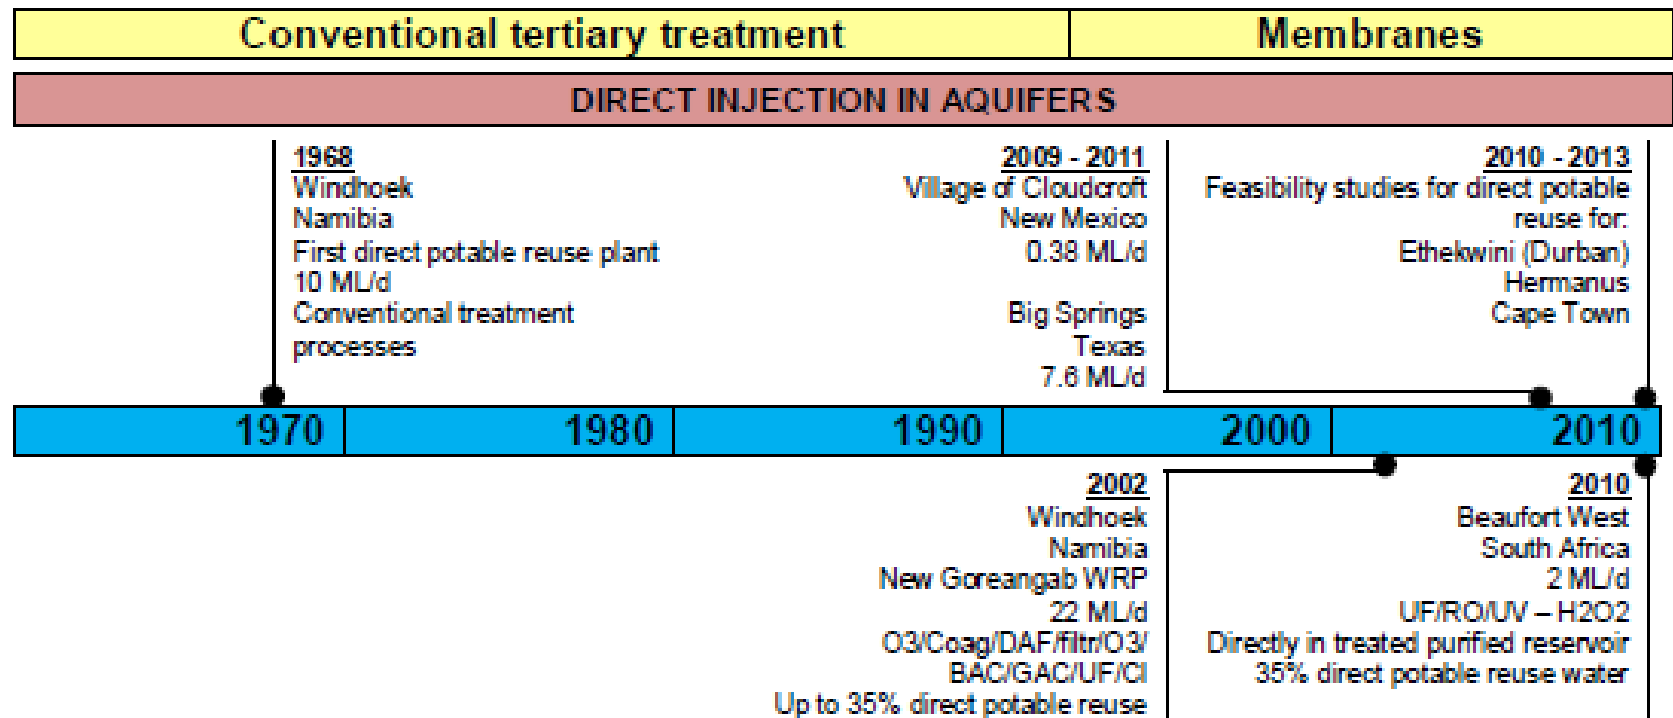 Conventional tertiary treatment
Membranes
DIRECT INJECTION IN AQUIFERS
1968
Windhoek
Namibia
First direct potable reuse plant
10 ML/d
Conventional treatment
processes
2009 - 2011
Village of Cloudcroft
New Mexico
0.38 ML/d
Big Springs
Texas
7.6 ML/d
2010 - 2013
Feasibility studies for direct potable
reuse for:
Ethekwini (Durban)
Hermanus
Cape Town
1970
1980
1990
2000
2010
2002
Windhoek
Namibia
New Goreangab WRP
22 ML/d
O3/Coag/DAF/filtr/O3/
BAC/GAC/UF/Cl
Up to 35% direct potable reuse
2010
Beaufort West
South Africa
2 ML/d
UF/RO/UV – H2O2
Directly in treated purified reservoir
35% direct potable reuse water